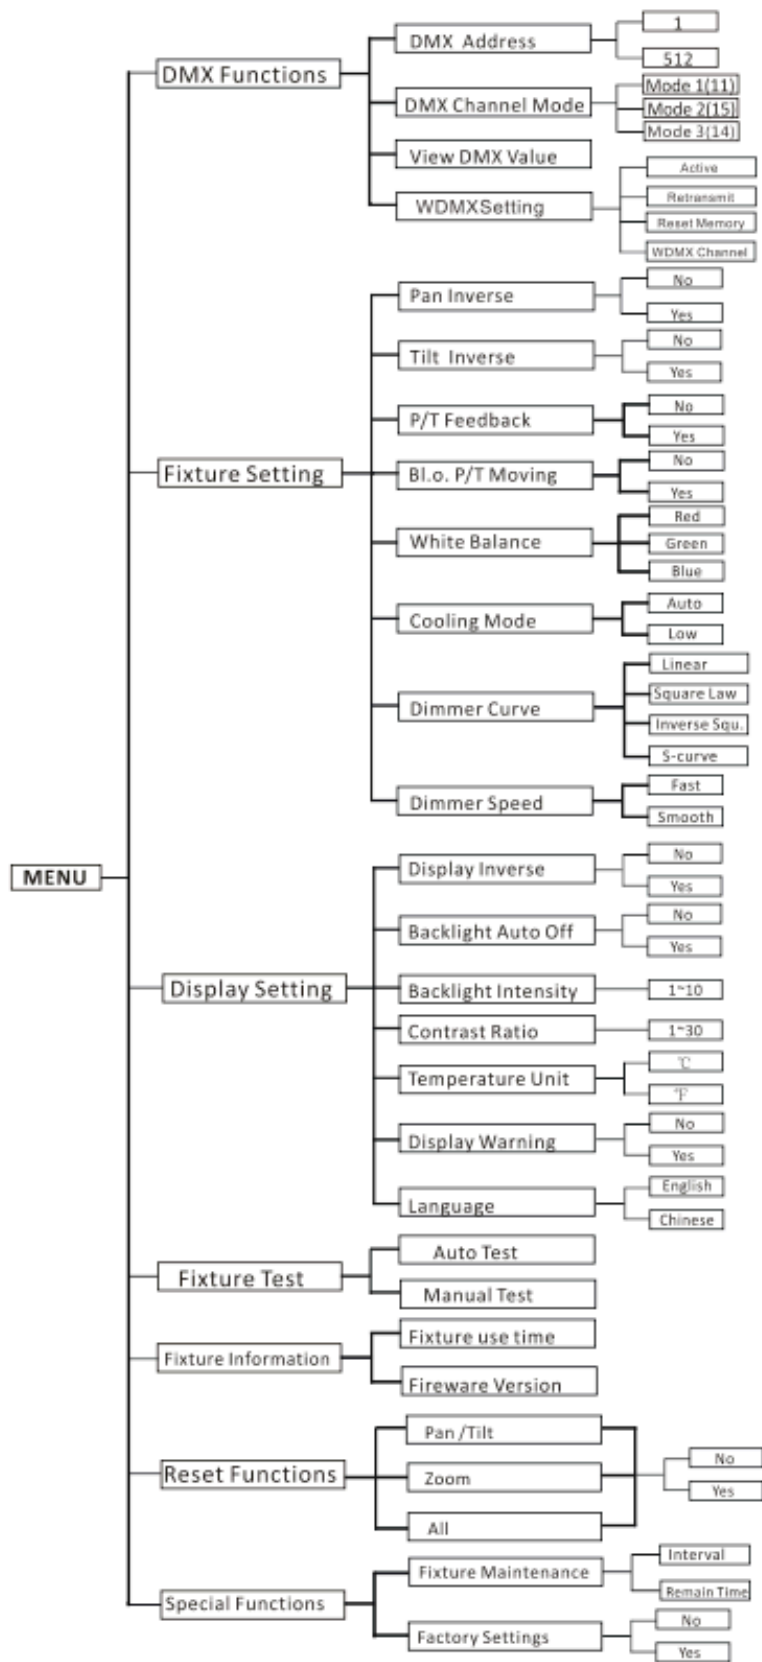 MENU
DMX Functions
DMX Address
1
512
DMX Channel Mode
Mode 1(11)
Mode 2(15)
Mode 3(14)
View DMX Value
WDMXSetting
Active
Retransmit
Reset Memory
WDMX Channel
Fixture Setting
Pan Inverse
No
Yes
Tilt Inverse
No
Yes
P/T Feedback
No
Yes
Bl.o. P/T Moving
No
Yes
White Balance
Red
Green
Blue
Cooling Mode
Auto
Low
Dimmer Curve
Linear
Square Law
Inverse Squ.
S-curve
Dimmer Speed
Fast
Smooth
Display Setting
Display Inverse
No
Yes
Backlight Auto Off
No
Yes
Backlight Intensity
1~10
Contrast Ratio
1~30
Temperature Unit
℃
℉
Display Warning
No
Yes
Language
English
Chinese
Fixture Test
Auto Test
Manual Test
Fixture Information
Fixture use time
Fireware Version
Reset Functions
Pan /Tilt
Zoom
All
No
Yes
Special Functions
Fixture Maintenance
Interval
Remain Time
Factory Settings
No
Yes